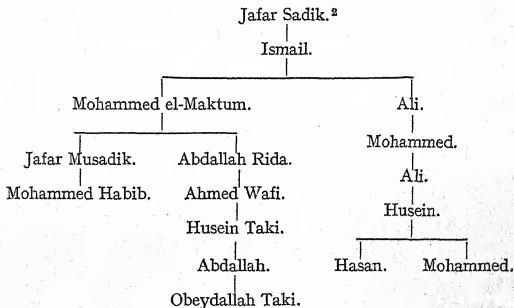 Jafar Sadik.²
Ismail.
Mohammed el-Maktum. Ali.
Mohammed.
Jafar Musadik. Abdallah Rida.
Ali.
Mohammed Habib. Ahmed Wafi.
Husein.
Husein Taki.
Abdallah. Hasan. Mohammed.
Obeydallah Taki.